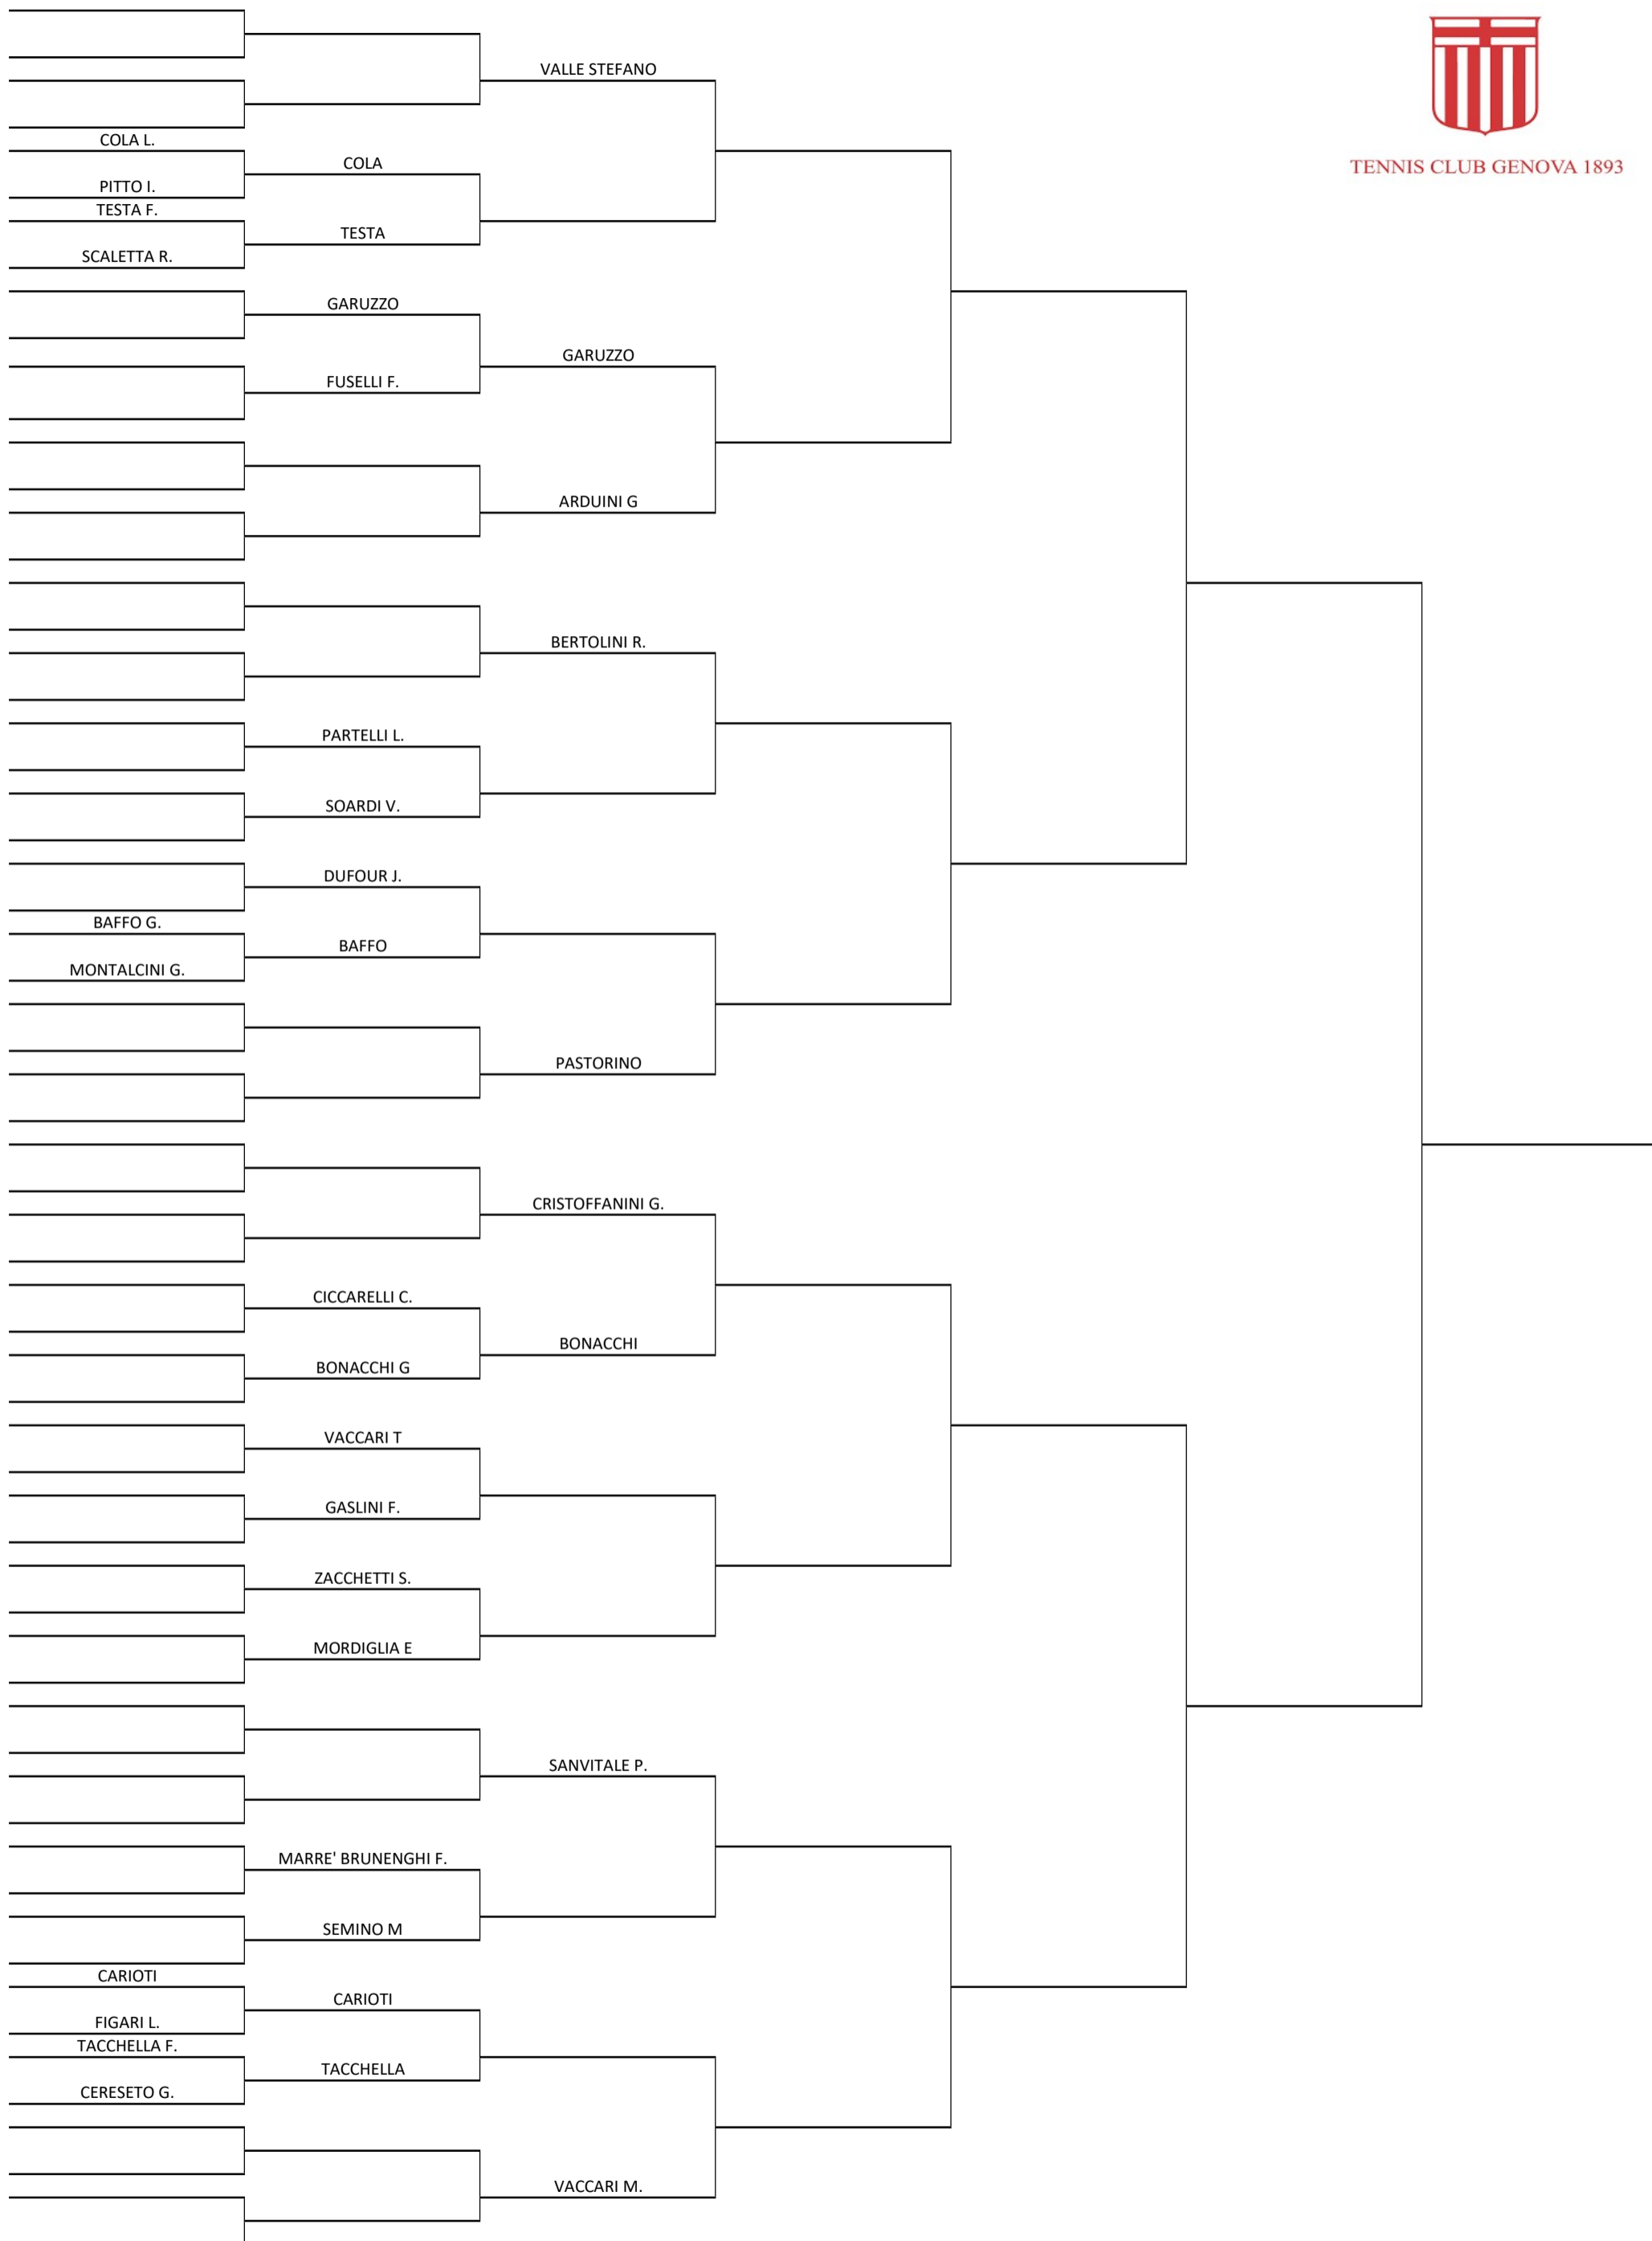 VALLE STEFANO
TENNIS CLUB GENOVA 1893
COLA L.
COLA
PITTO I.
TESTA F.
TESTA
SCALETTA R.
GARUZZO
GARUZZO
FUSELLI F.
ARDUINI G
BERTOLINI R.
PARTELLI L.
SOARDI V.
DUFOUR J.
BAFFO G.
BAFFO
MONTALCINI G.
PASTORINO
CRISTOFFANINI G.
CICCARELLI C.
BONACCHI
BONACCHI G
VACCARI T
GASLINI F.
ZACCHETTI S.
MORDIGLIA E
SANVITALE P.
MARRE' BRUNENGHI F.
SEMINO M
CARIOTI
CARIOTI
FIGARI L.
TACCHELLA F.
TACCHELLA
CERESETO G.
VACCARI M.